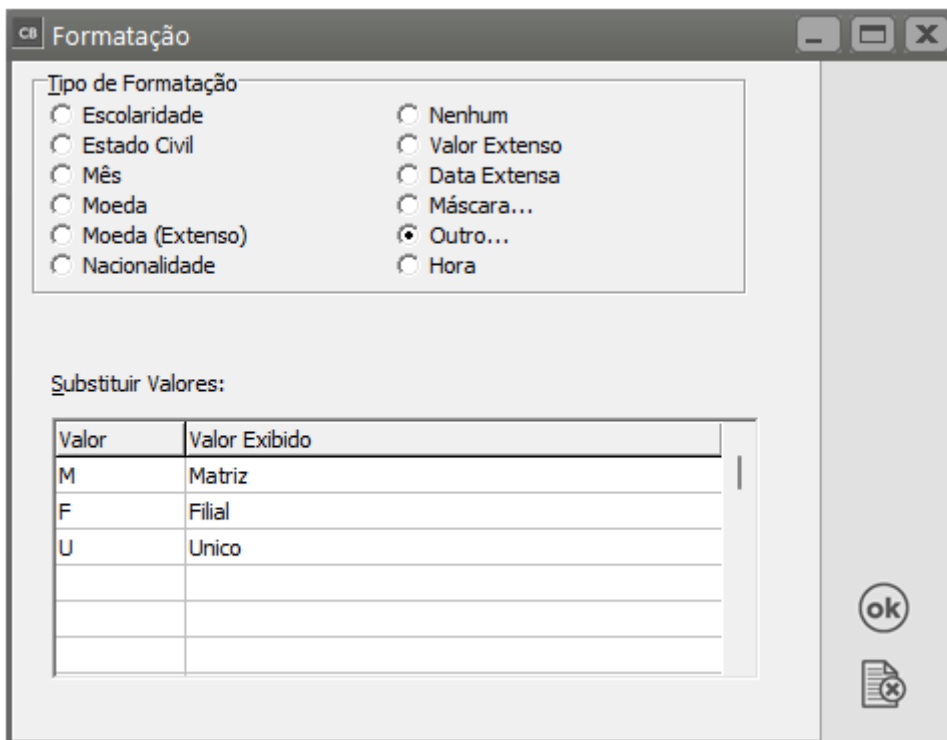 CB Formatação
Tipo de Formatação
Escolaridade
Estado Civil
Mês
Moeda
Moeda (Extenso)
Nacionalidade
Nenhum
Valor Extenso
Data Extensa
Máscara...
Outro...
Hora
Substituir Valores:
Valor Valor Exibido
M Matriz
F Filial
U Unico
ok